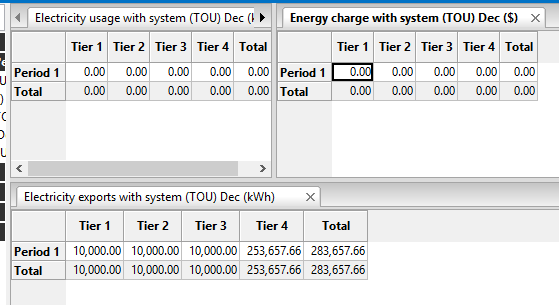 Electricity usage with system (TOU) Dec (k
Tier 1 Tier 2 Tier 3 Tier 4 Total
Period 1 0.00 0.00 0.00 0.00 0.00
Total 0.00 0.00 0.00 0.00 0.00
Energy charge with system (TOU) Dec ($)
Tier 1 Tier 2 Tier 3 Tier 4 Total
Period 1 0.00 0.00 0.00 0.00 0.00
Total 0.00 0.00 0.00 0.00 0.00
Electricity exports with system (TOU) Dec (kWh)
Tier 1 Tier 2 Tier 3 Tier 4 Total
Period 1 10,000.00 10,000.00 10,000.00 253,657.66 283,657.66
Total 10,000.00 10,000.00 10,000.00 253,657.66 283,657.66